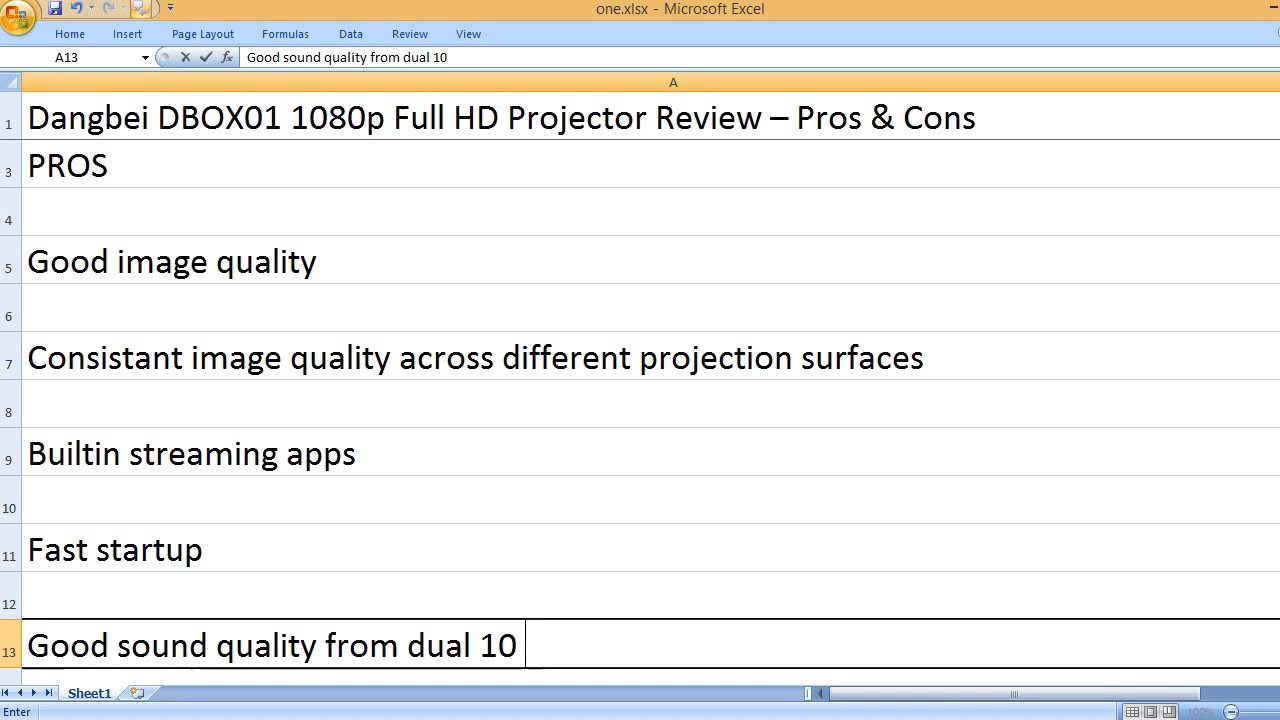 one.xlsx - Microsoft Excel
Home Insert Page Layout Formulas Data Review View
A13 fx Good sound quality from dual 10
A
1 Dangbei DBOX01 1080p Full HD Projector Review – Pros & Cons
3 PROS
4
5 Good image quality
6
7 Consistant image quality across different projection surfaces
8
9 Builtin streaming apps
10
11 Fast startup
12
13 Good sound quality from dual 10
Sheet1
Enter 100%